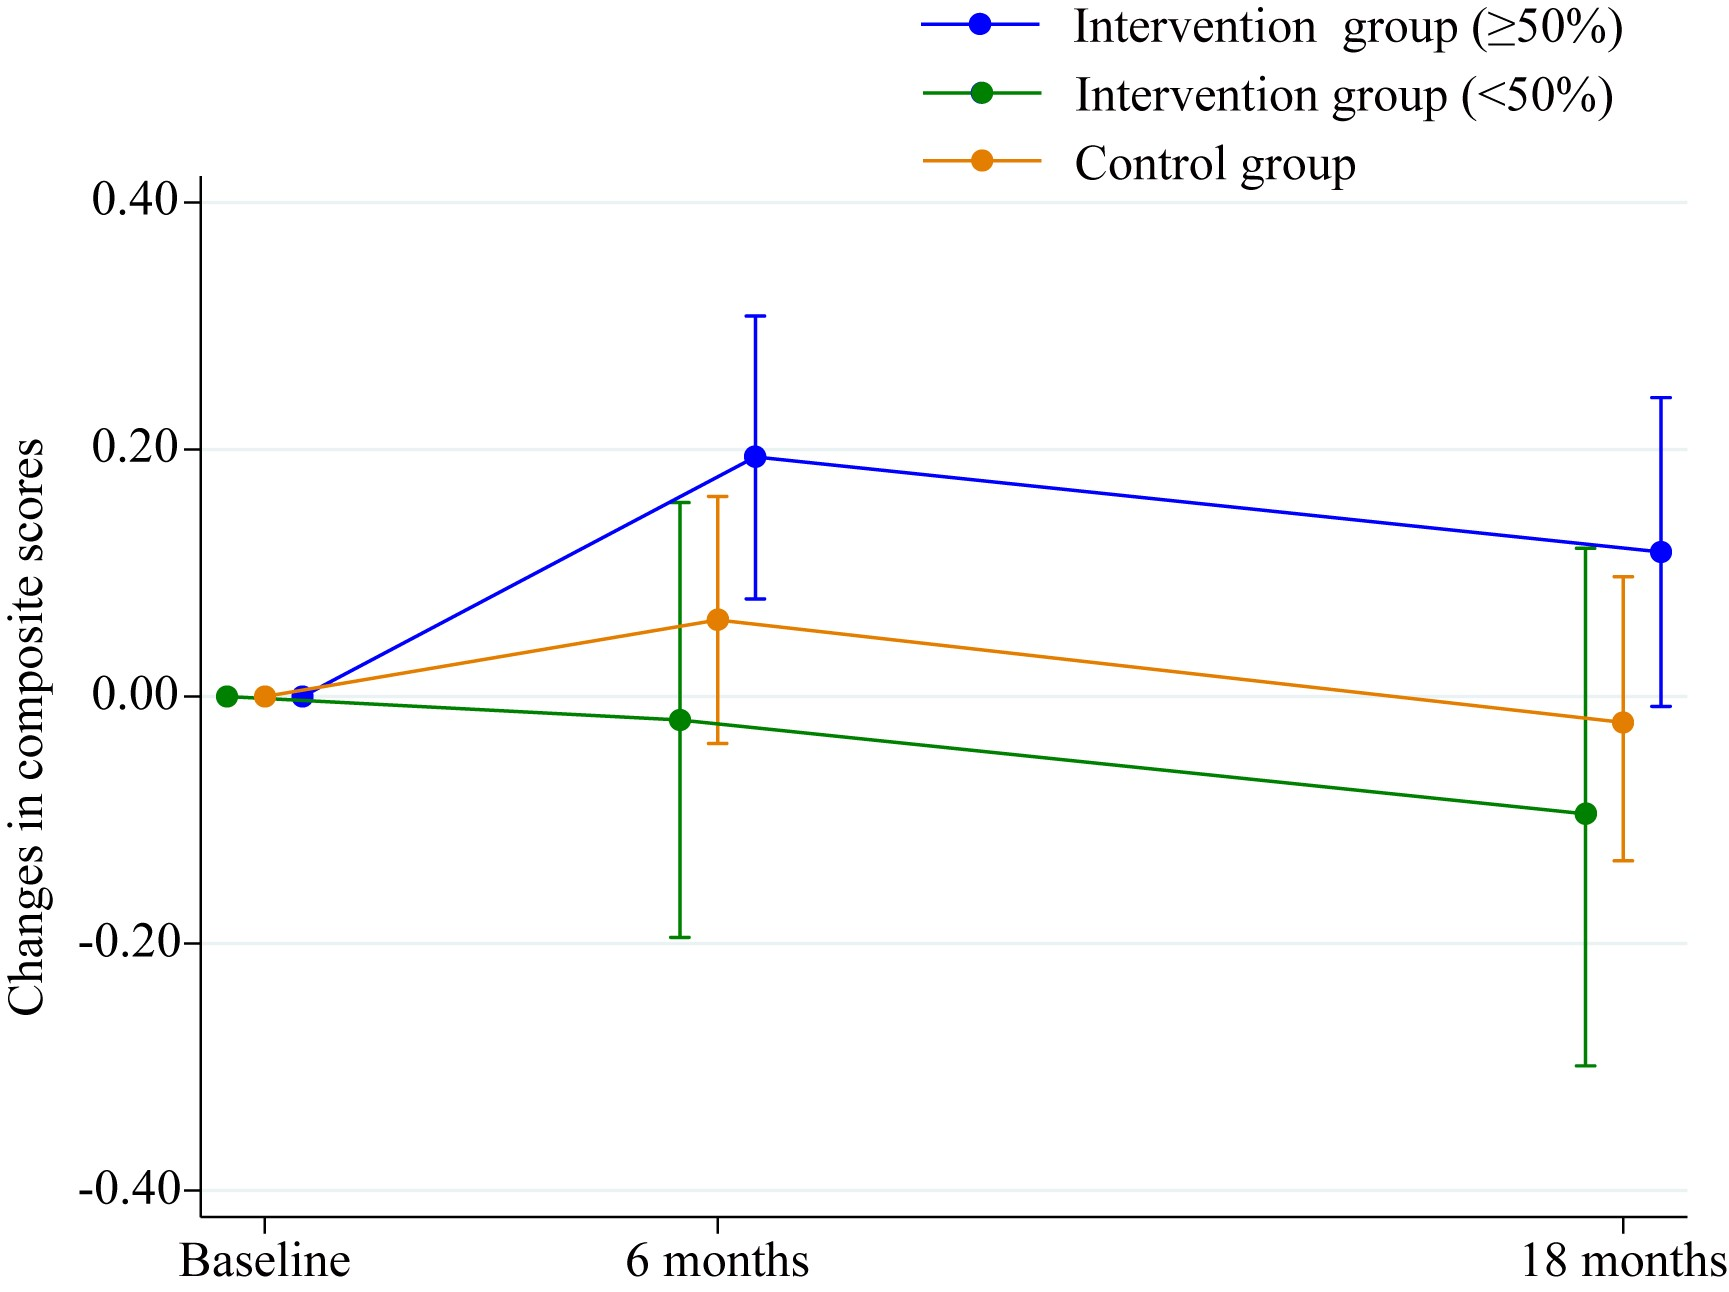 Intervention  group (≥50%)
Intervention group (<50%)
Control group
0.40
0.20
0.00
-0.20
-0.40
Changes in composite scores
Baseline
6 months
18 months